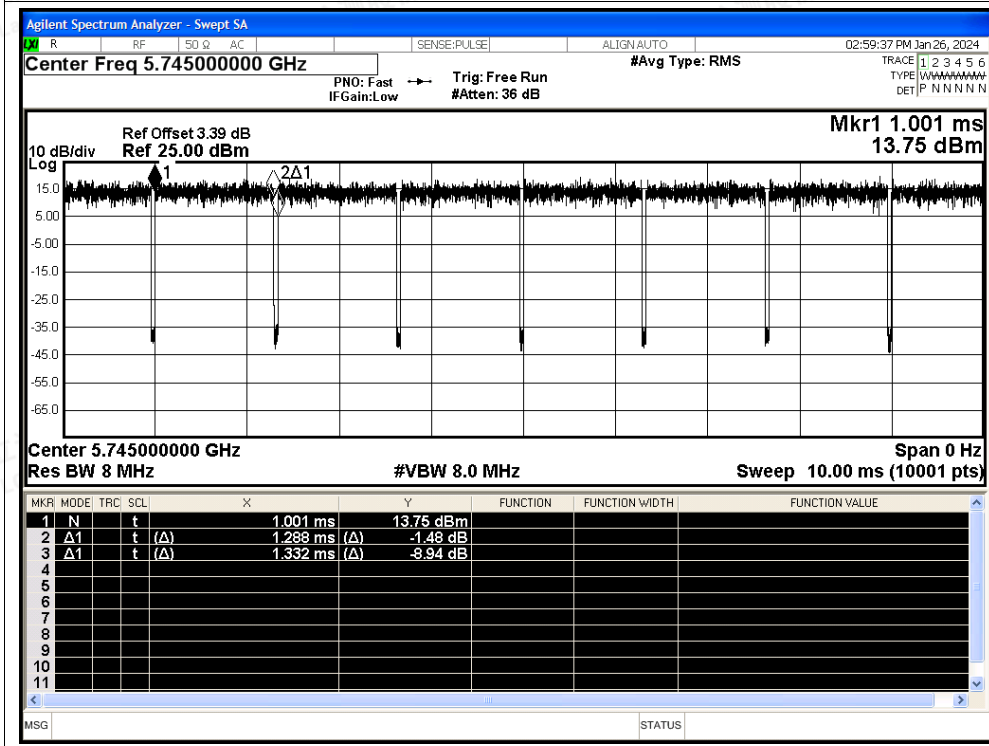 Agilent Spectrum Analyzer - Swept SA
LXI R RF 50 Ω AC SENSE:PULSE ALIGN AUTO 02:59:37 PM Jan 26, 2024
Center Freq 5.745000000 GHz #Avg Type: RMS TRACE 1 2 3 4 5 6
PNO: Fast Trig: Free Run TYPE WWWWWW
IFGain:Low #Atten: 36 dB DET P N N N N N
Mkr1 1.001 ms
Ref Offset 3.39 dB
10 dB/div Ref 25.00 dBm 13.75 dBm
Log
1 2Δ1
15.0
5.00
-5.00
-15.0
-25.0
-35.0
-45.0
-55.0
-65.0
Center 5.745000000 GHz Span 0 Hz
Res BW 8 MHz #VBW 8.0 MHz Sweep 10.00 ms (10001 pts)
MKR MODE TRC SCL X Y FUNCTION FUNCTION WIDTH FUNCTION VALUE
1 N t 1.001 ms 13.75 dBm
2 Δ1 t (Δ) 1.288 ms (Δ) -1.48 dB
3 Δ1 t (Δ) 1.332 ms (Δ) -8.94 dB
4
5
6
7
8
9
10
11
MSG STATUS